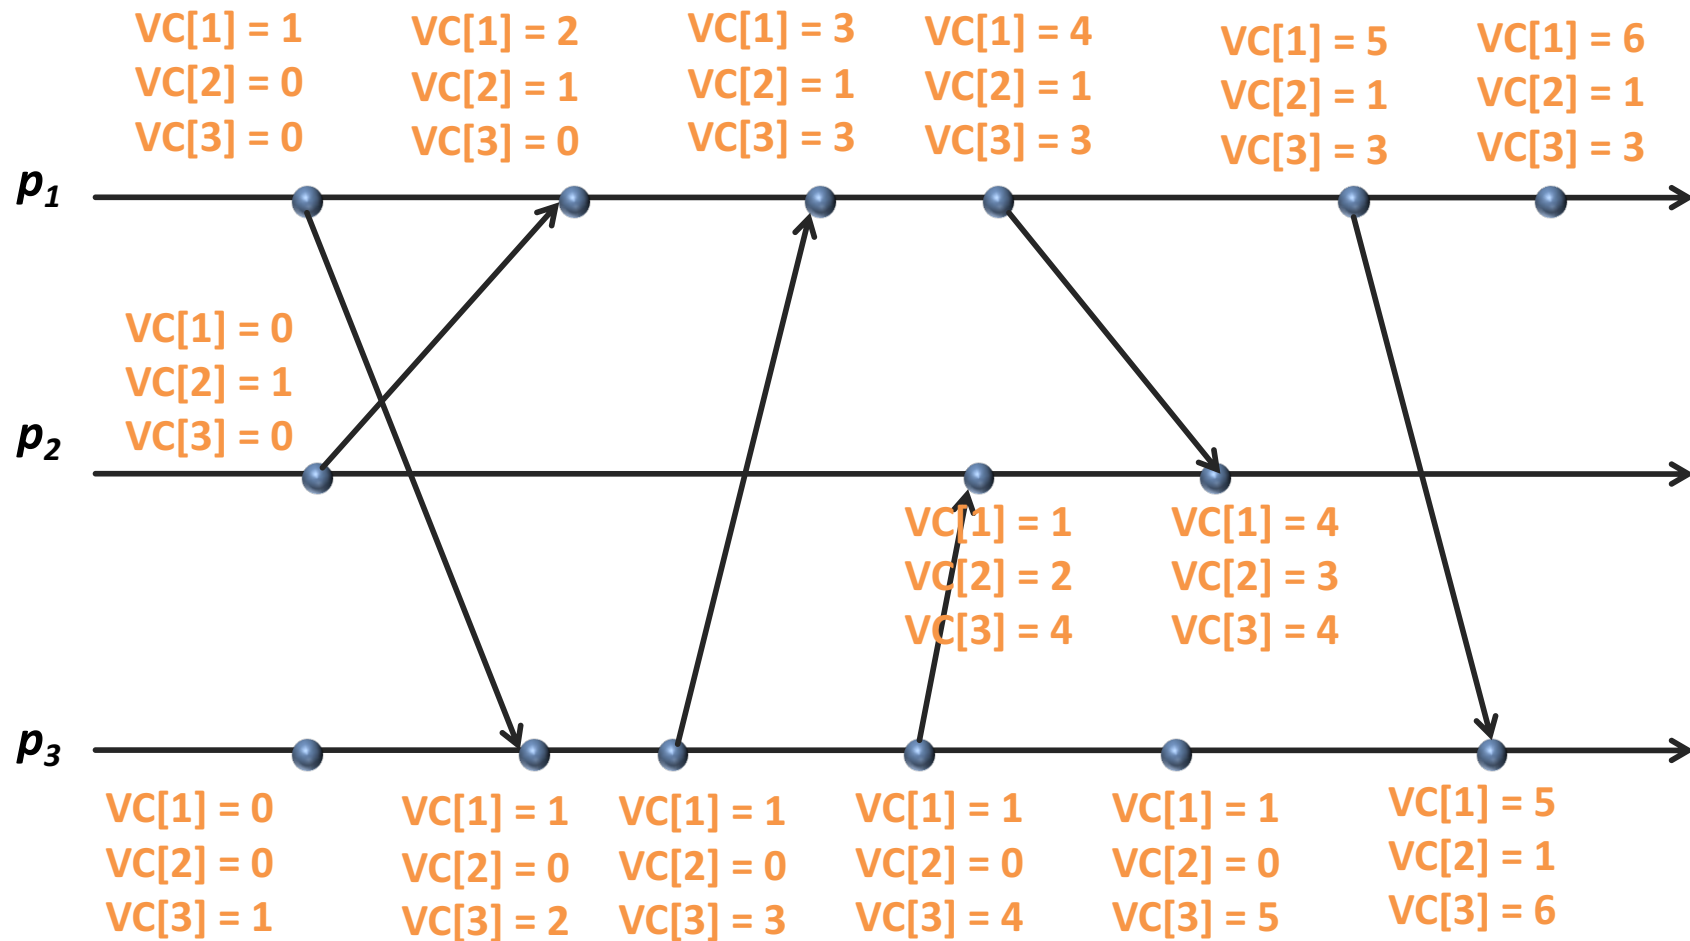 VC[1] = 1
VC[2] = 0
VC[3] = 0
VC[1] = 2
VC[2] = 1
VC[3] = 0
VC[1] = 3
VC[2] = 1
VC[3] = 3
VC[1] = 4
VC[2] = 1
VC[3] = 3
VC[1] = 5
VC[2] = 1
VC[3] = 3
VC[1] = 6
VC[2] = 1
VC[3] = 3
p1
VC[1] = 0
VC[2] = 1
VC[3] = 0
p2
VC[1] = 1
VC[2] = 2
VC[3] = 4
VC[1] = 4
VC[2] = 3
VC[3] = 4
p3
VC[1] = 0
VC[2] = 0
VC[3] = 1
VC[1] = 1
VC[2] = 0
VC[3] = 2
VC[1] = 1
VC[2] = 0
VC[3] = 3
VC[1] = 1
VC[2] = 0
VC[3] = 4
VC[1] = 1
VC[2] = 0
VC[3] = 5
VC[1] = 5
VC[2] = 1
VC[3] = 6